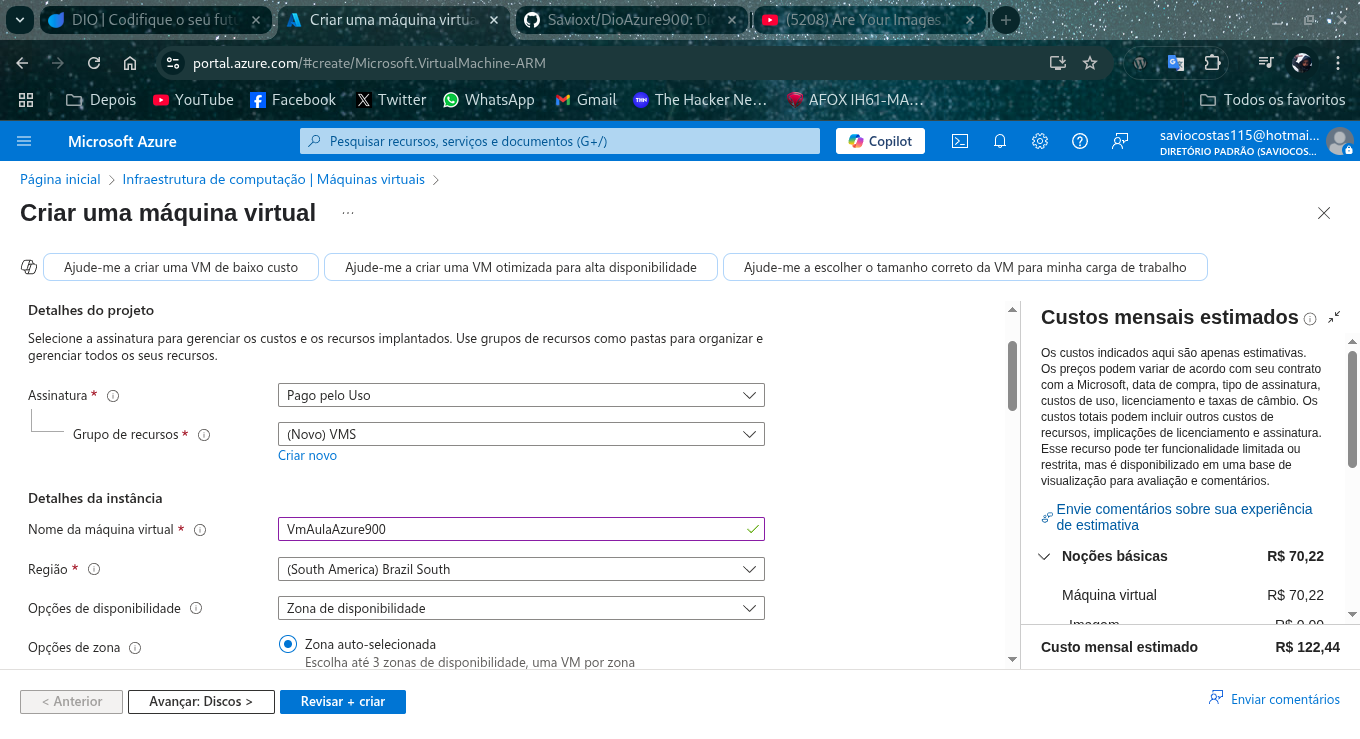 DIO | Codifique o seu futu
Criar uma máquina virtua
Savioxt/DioAzure900: Di
(5208) Are Your Images,
portal.azure.com/#create/Microsoft.VirtualMachine-ARM
Depois
YouTube
Facebook
Twitter
WhatsApp
Gmail
The Hacker Ne…
AFOX IH61-MA…
Todos os favoritos
Microsoft Azure
Pesquisar recursos, serviços e documentos (G+/)
Copilot
saviocostas115@hotmai...
DIRETÓRIO PADRÃO (SAVIOCOS...
Página inicial > Infraestrutura de computação | Máquinas virtuais >
Criar uma máquina virtual ...
Ajude-me a criar uma VM de baixo custo
Ajude-me a criar uma VM otimizada para alta disponibilidade
Ajude-me a escolher o tamanho correto da VM para minha carga de trabalho
Detalhes do projeto
Selecione a assinatura para gerenciar os custos e os recursos implantados. Use grupos de recursos como pastas para organizar e
gerenciar todos os seus recursos.
Assinatura *
Pago pelo Uso
Grupo de recursos *
(Novo) VMS
Criar novo
Detalhes da instância
Nome da máquina virtual *
VmAulaAzure900
Região *
(South America) Brazil South
Opções de disponibilidade
Zona de disponibilidade
Opções de zona
Zona auto-selecionada
Escolha até 3 zonas de disponibilidade, uma VM por zona
Custos mensais estimados
Os custos indicados aqui são apenas estimativas.
Os preços podem variar de acordo com seu contrato
com a Microsoft, data de compra, tipo de assinatura,
custos de uso, licenciamento e taxas de câmbio. Os
custos totais podem incluir outros custos de
recursos, implicações de licenciamento e assinatura.
Esse recurso pode ter funcionalidade limitada ou
restrita, mas é disponibilizado em uma base de
visualização para avaliação e comentários.
Envie comentários sobre sua experiência
de estimativa
Noções básicas R$ 70,22
Máquina virtual R$ 70,22
Imagem R$ 0,00
Custo mensal estimado R$ 122,44
< Anterior
Avançar: Discos >
Revisar + criar
Enviar comentários